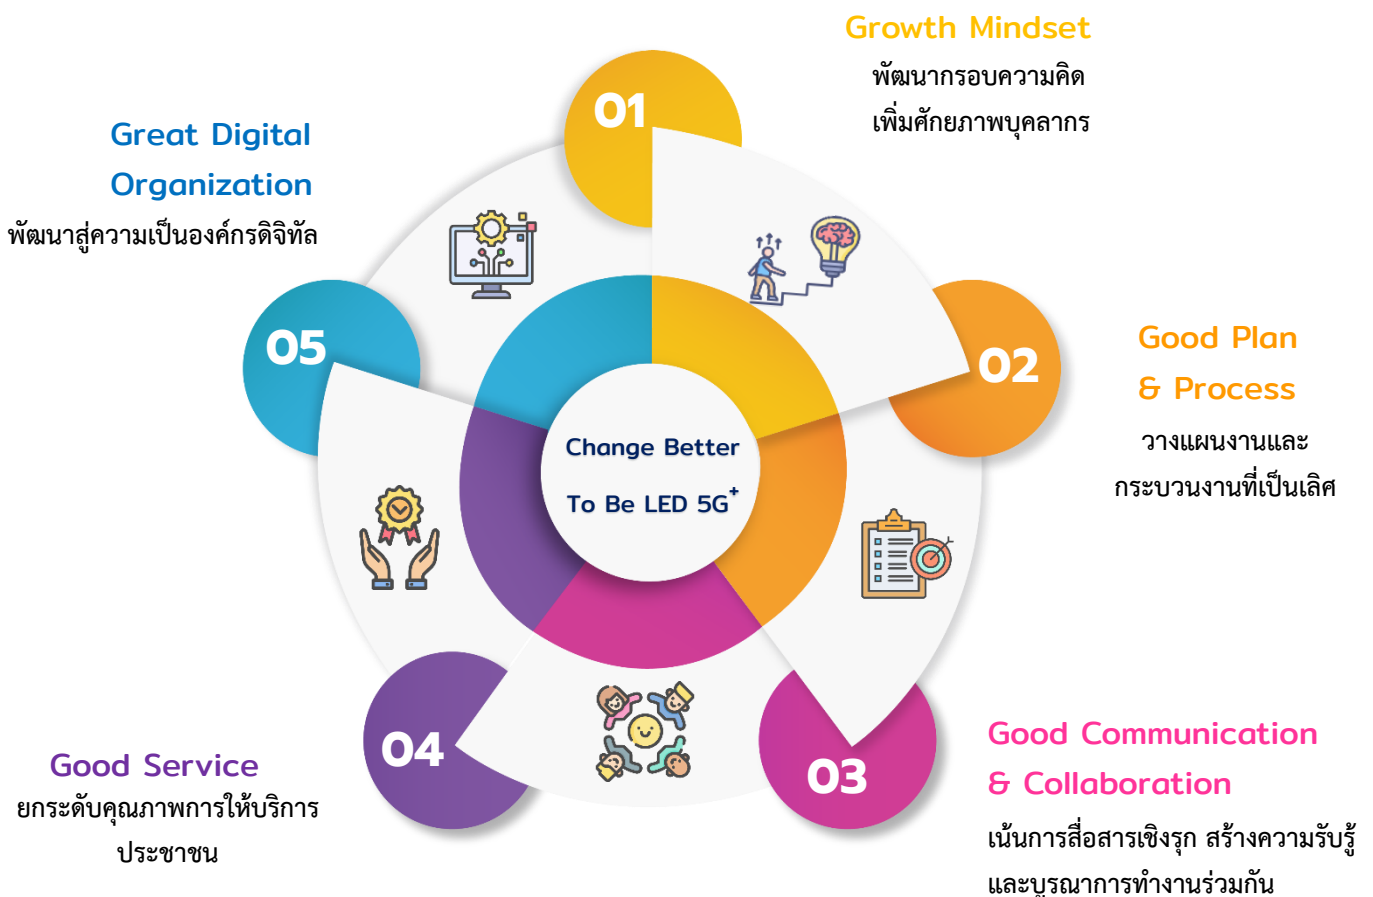 Growth Mindset
พัฒนากรอบความคิด
เพิ่มศักยภาพบุคลากร
01
Great Digital
Organization
พัฒนาสู่ความเป็นองค์กรดิจิทัล
02
Good Plan
& Process
วางแผนงานและ
กระบวนงานที่เป็นเลิศ
05
Change Better
To Be LED 5G⁺
03
Good Communication
& Collaboration
เน้นการสื่อสารเชิงรุก สร้างความรับรู้
และบูรณาการทำงานร่วมกัน
04
Good Service
ยกระดับคุณภาพการให้บริการ
ประชาชน